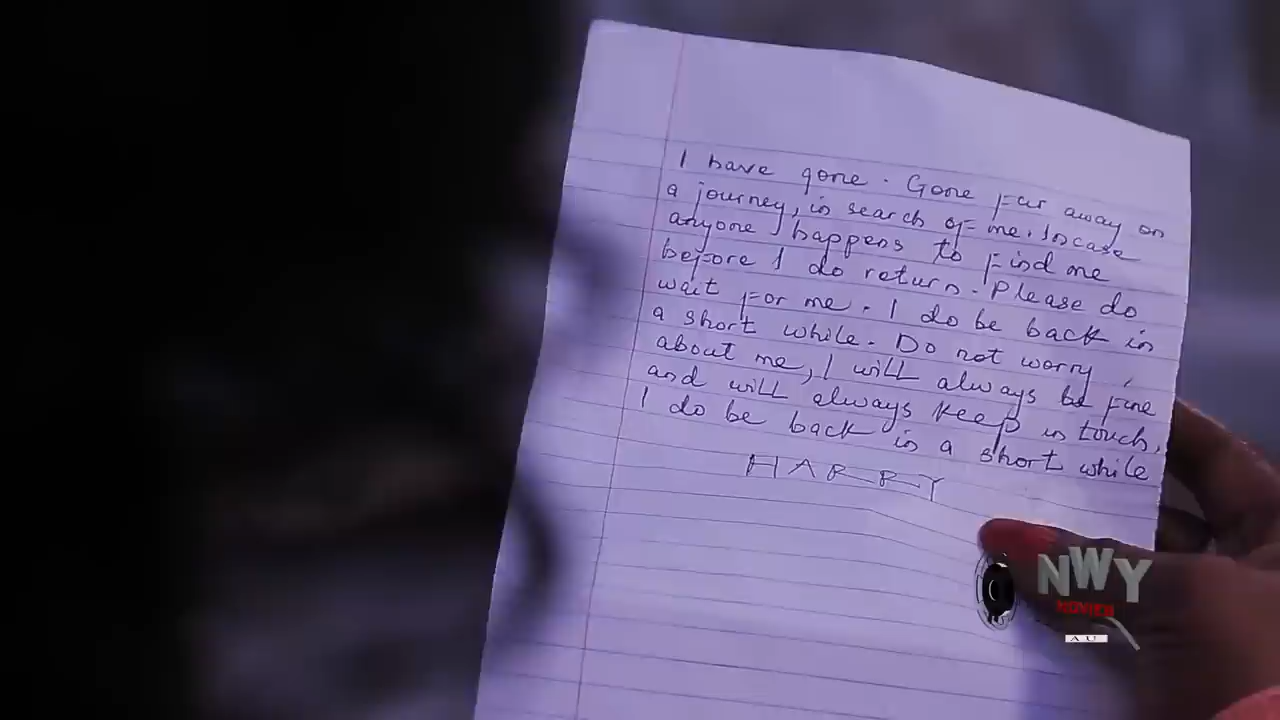 I have gone. Gone far away on
a journey, in search of me. Incase
anyone happens to find me
before I do return. Please do
wait for me. I do be back in
a short while. Do not worry
about me, I will always be fine
and will always keep in touch.
I do be back in a short while
HARRY
NWY
MOVIES
AU